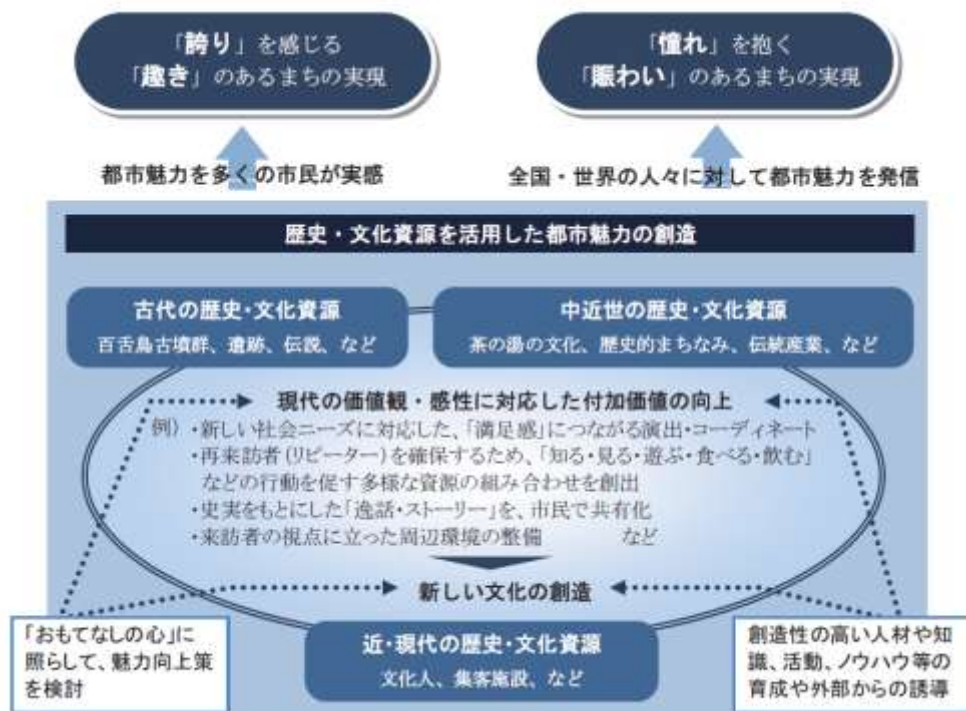 「誇り」を感じる
「趣き」のあるまちの実現
「憧れ」を抱く
「賑わい」のあるまちの実現
都市魅力を多くの市民が実感
全国・世界の人々に対して都市魅力を発信
歴史・文化資源を活用した都市魅力の創造
古代の歴史・文化資源
百舌鳥古墳群、遺跡、伝説、など
中近世の歴史・文化資源
茶の湯の文化、歴史的まちなみ、伝統産業、など
現代の価値観・感性に対応した付加価値の向上
例）・新しい社会ニーズに対応した、「満足感」につながる演出・コーディネート
・再来訪者（リピーター）を確保するため、「知る・見る・遊ぶ・食べる・飲む」
などの行動を促す多様な資源の組み合わせを創出
・史実をもとにした「逸話・ストーリー」を、市民で共有化
・来訪者の視点に立った周辺環境の整備　　　など
新しい文化の創造
「おもてなしの心」に
照らして、魅力向上策
を検討
近・現代の歴史・文化資源
文化人、集客施設、など
創造性の高い人材や知
識、活動、ノウハウ等の
育成や外部からの誘導